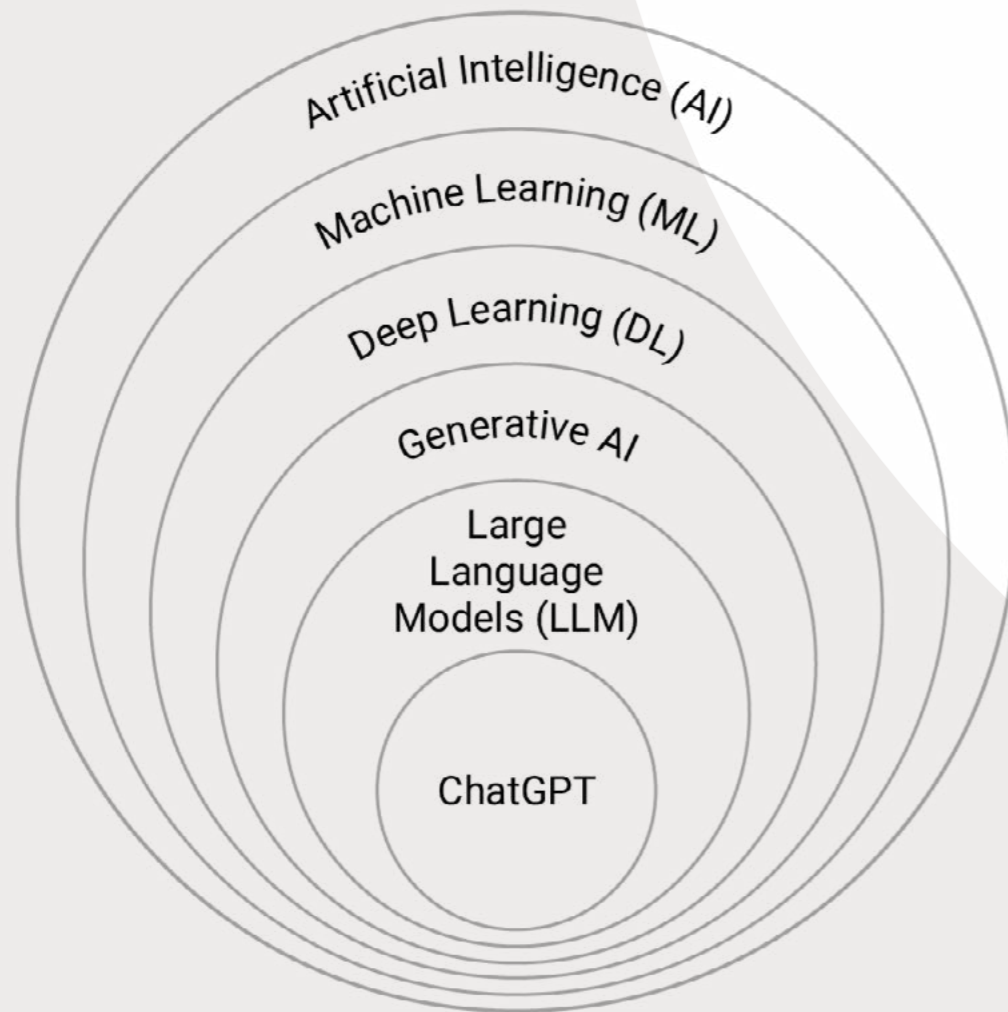 Artificial Intelligence (AI)
Machine Learning (ML)
Deep Learning (DL)
Generative AI
Large
Language
Models (LLM)
ChatGPT